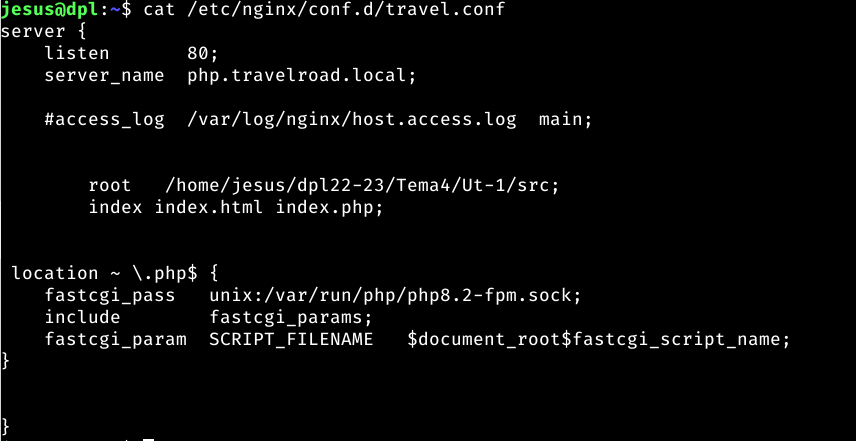 jesus@dpl:~$ cat /etc/nginx/conf.d/travel.conf
server {
    listen       80;
    server_name  php.travelroad.local;
    #access_log  /var/log/nginx/host.access.log  main;
        root   /home/jesus/dpl22-23/Tema4/Ut-1/src;
        index index.html index.php;
 location ~ \.php$ {
    fastcgi_pass   unix:/var/run/php/php8.2-fpm.sock;
    include        fastcgi_params;
    fastcgi_param  SCRIPT_FILENAME   $document_root$fastcgi_script_name;
}
}